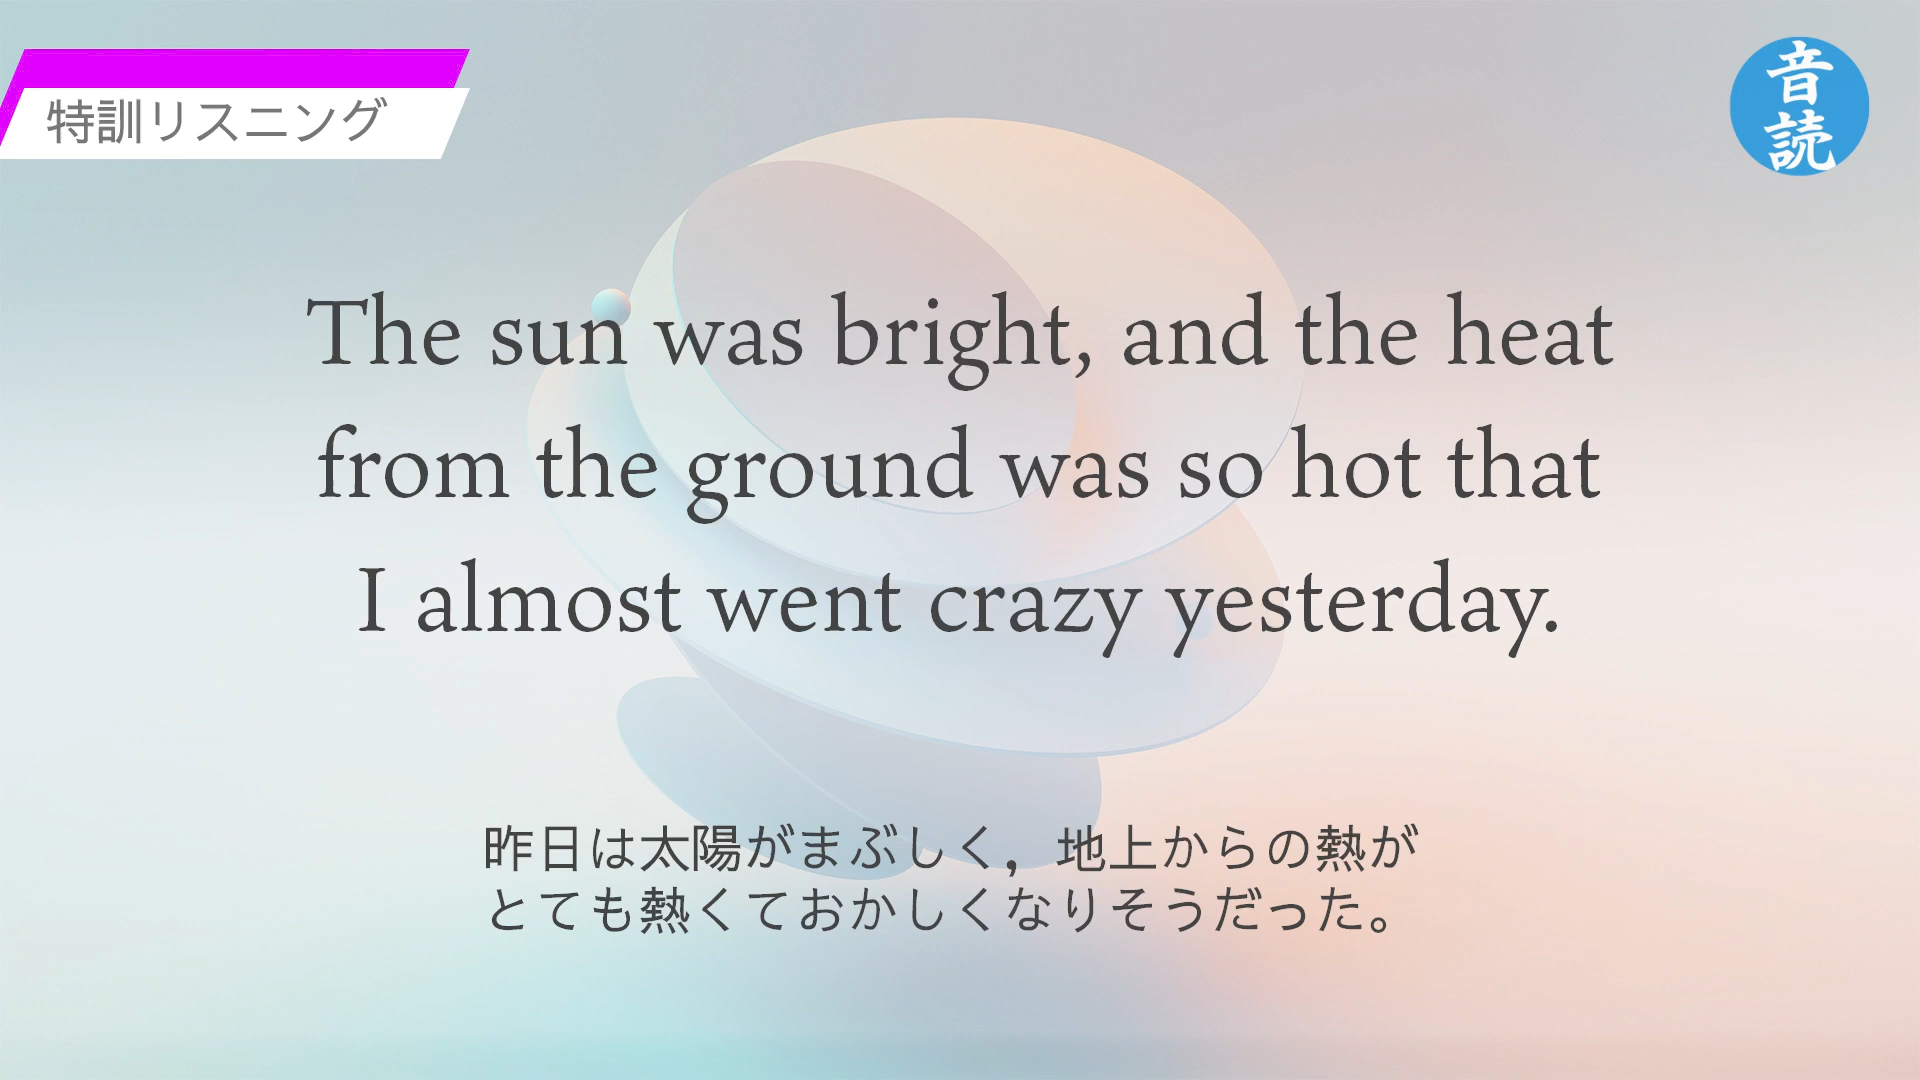 特訓リスニング
音読
The sun was bright, and the heat
from the ground was so hot that
I almost went crazy yesterday.
昨日は太陽がまぶしく，地上からの熱が
とても熱くておかしくなりそうだった。